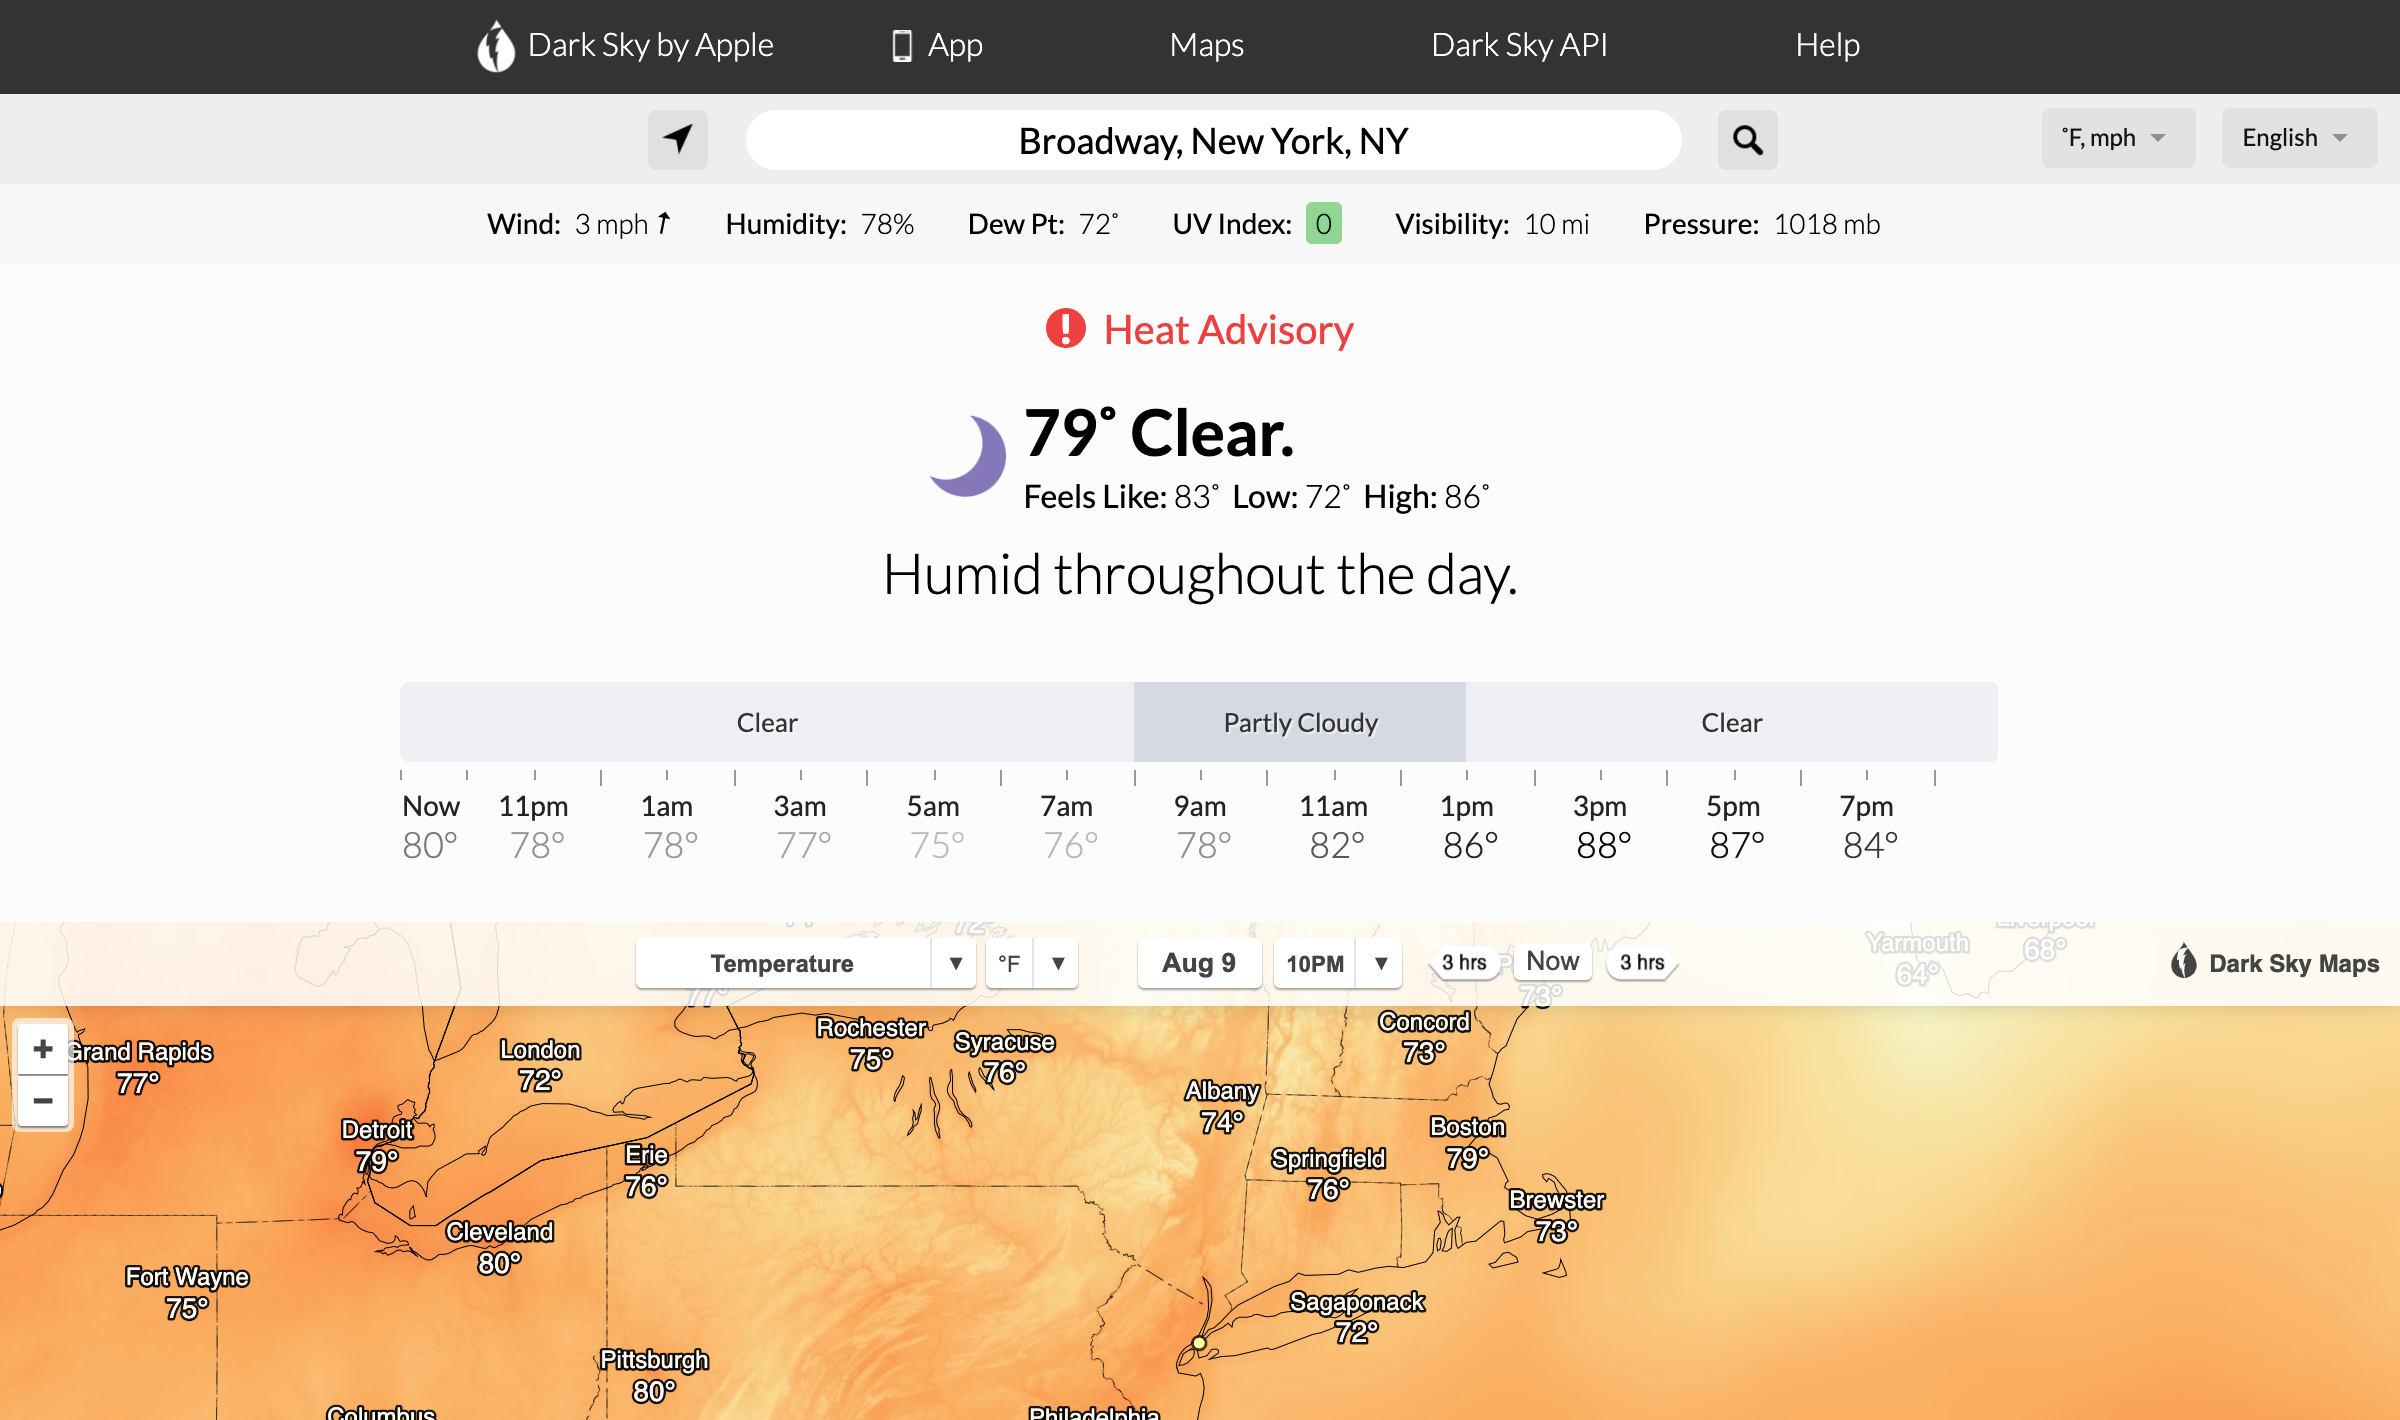 Dark Sky by Apple App Maps Dark Sky API Help
Broadway, New York, NY ˚F, mph English
Wind: 3 mph Humidity: 78% Dew Pt: 72˚ UV Index: 0 Visibility: 10 mi Pressure: 1018 mb
Heat Advisory
79˚ Clear.
Feels Like: 83˚ Low: 72˚ High: 86˚
Humid throughout the day.
Clear Partly Cloudy Clear
Now 11pm 1am 3am 5am 7am 9am 11am 1pm 3pm 5pm 7pm
80° 78° 78° 77° 75° 76° 78° 82° 86° 88° 87° 84°
Liverpool
68°
Yarmouth
64°
Temperature ▼ °F ▼ Aug 9 10PM ▼ 3 hrs Now 3 hrs Dark Sky Maps
77°
73°
+
−
Grand Rapids
77°
London
72°
Rochester
75°
Syracuse
76°
Concord
73°
Albany
74°
Detroit
79°
Erie
76°
Boston
79°
Springfield
76°
Brewster
73°
Cleveland
80°
Fort Wayne
75°
Sagaponack
72°
Pittsburgh
80°
Columbus
Philadelphia